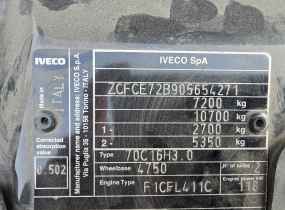 IVECO
IVECO SpA
ITALY
Manufacturer name and address: IVECO S.p.A.
Via Puglia 35 - 10156 Torino - ITALY
Corrected
absorption
value
0.502
ZCFCE72B905654271
7200 kg
10700 kg
1- 2700 kg
2- 5350 kg
Type 70C16H3.0
Wheelbase 4750
Engine Type F1CFL411C
118